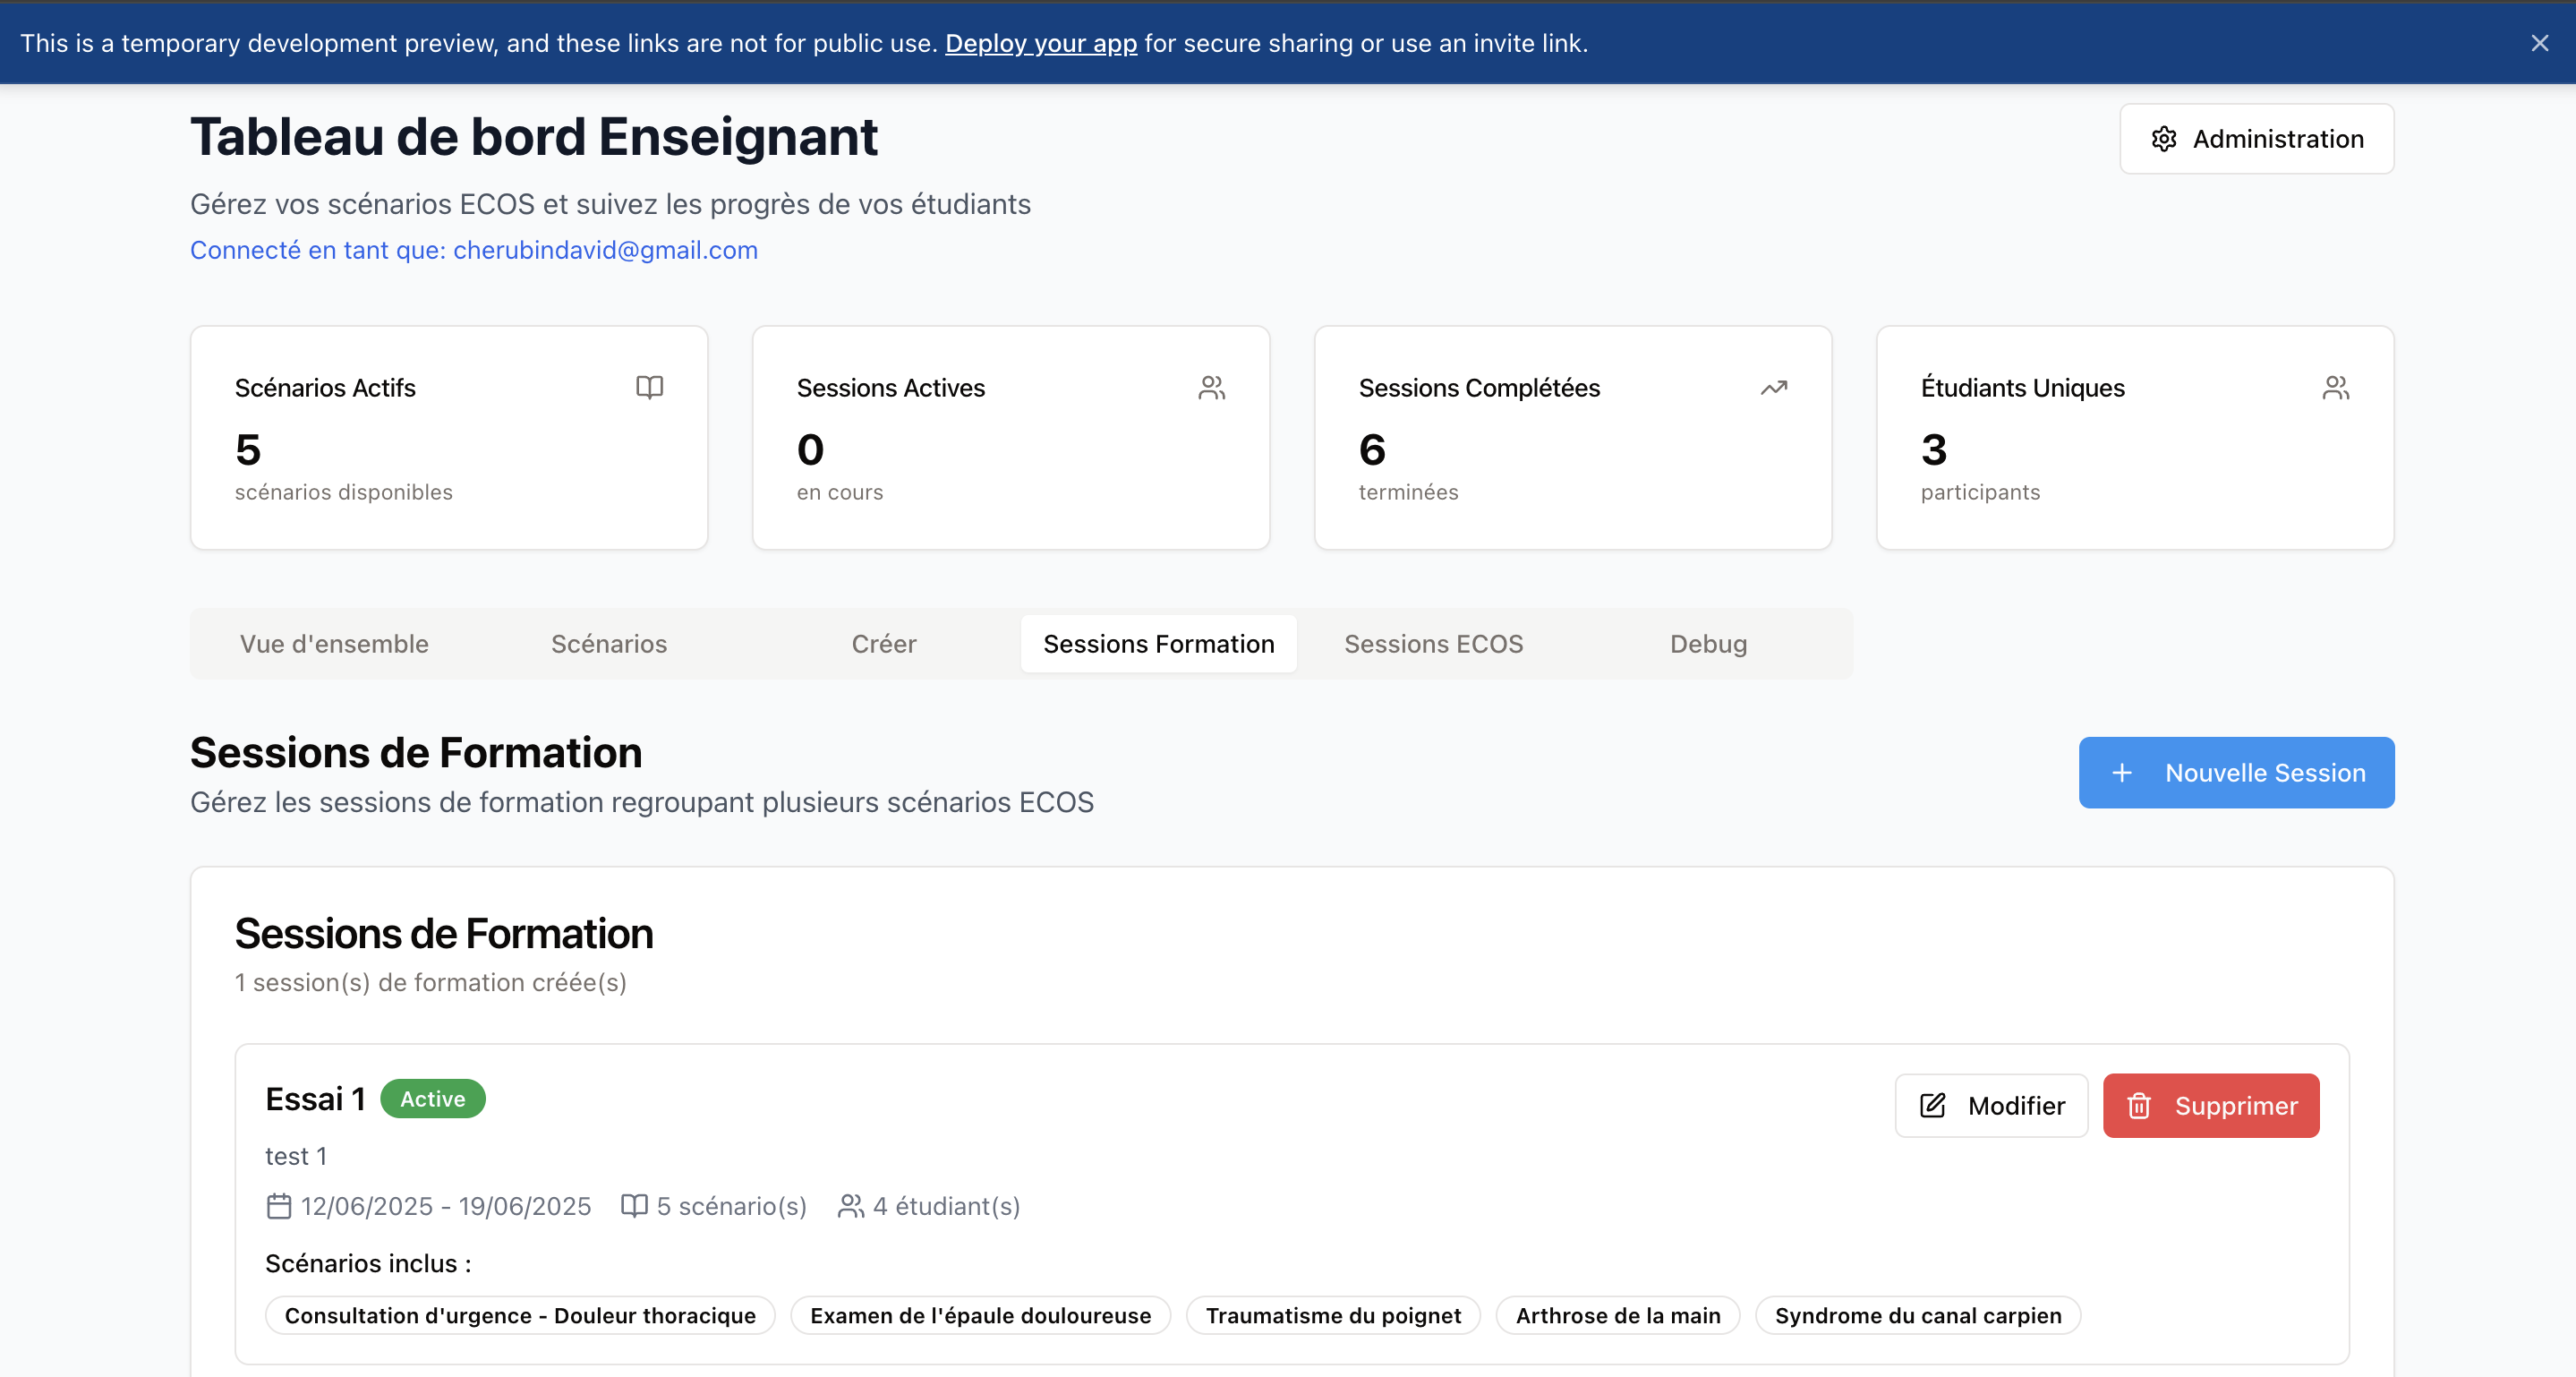 This is a temporary development preview, and these links are not for public use. Deploy your app for secure sharing or use an invite link.
Tableau de bord Enseignant
Administration
Gérez vos scénarios ECOS et suivez les progrès de vos étudiants
Connecté en tant que: cherubindavid@gmail.com
Scénarios Actifs
5
scénarios disponibles
Sessions Actives
0
en cours
Sessions Complétées
6
terminées
Étudiants Uniques
3
participants
Vue d'ensemble
Scénarios
Créer
Sessions Formation
Sessions ECOS
Debug
Sessions de Formation
Gérez les sessions de formation regroupant plusieurs scénarios ECOS
Nouvelle Session
Sessions de Formation
1 session(s) de formation créée(s)
Essai 1
Active
Modifier
Supprimer
test 1
12/06/2025 - 19/06/2025
5 scénario(s)
4 étudiant(s)
Scénarios inclus :
Consultation d'urgence - Douleur thoracique
Examen de l'épaule douloureuse
Traumatisme du poignet
Arthrose de la main
Syndrome du canal carpien